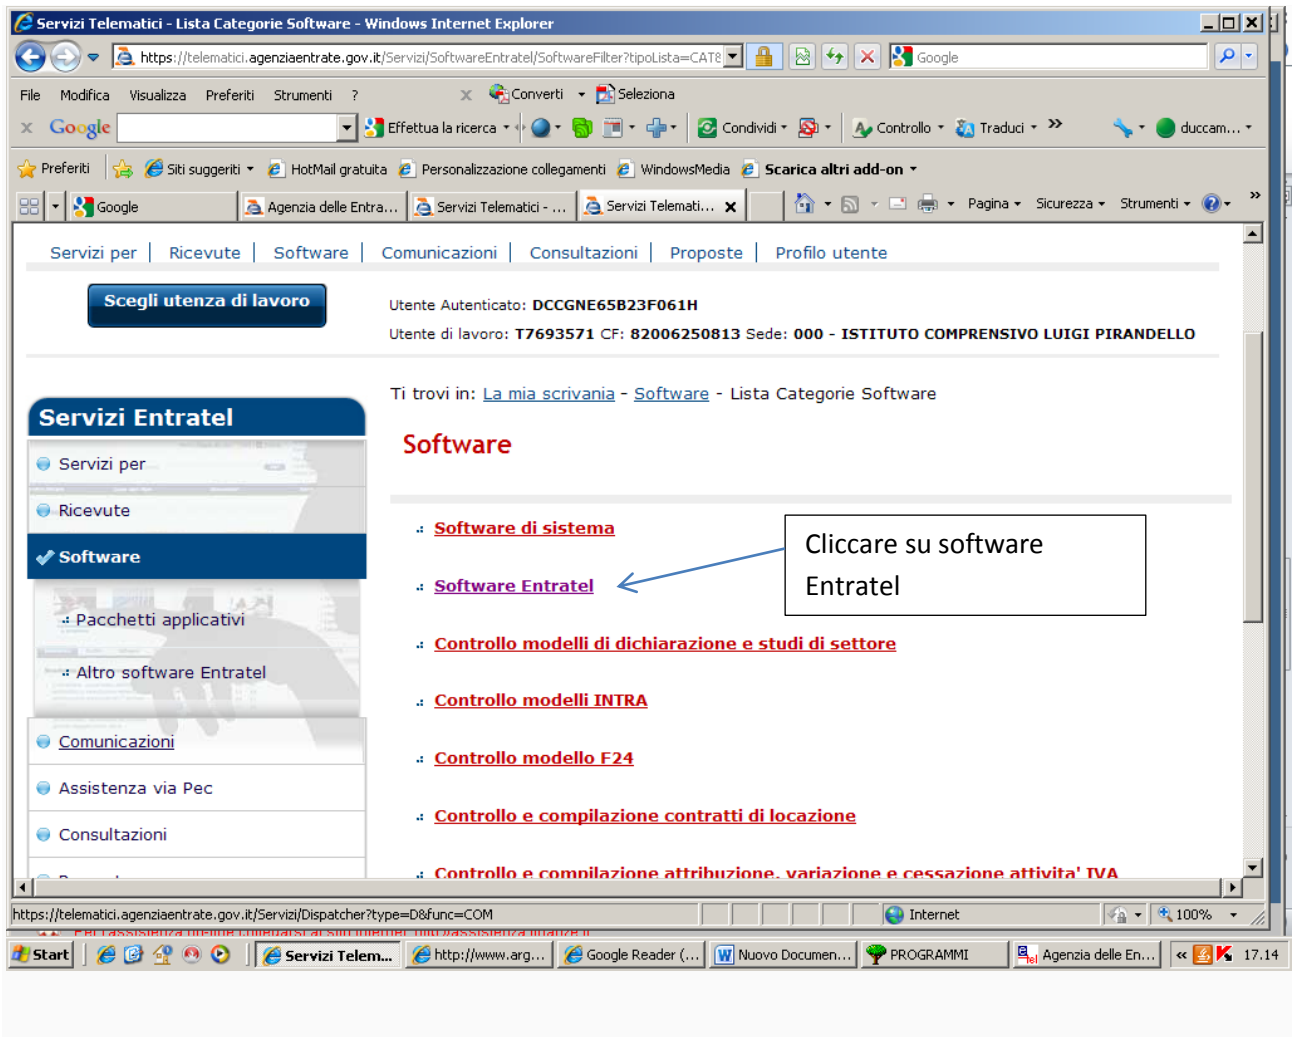 Servizi Telematici - Lista Categorie Software - Windows Internet Explorer
https://telematici.agenziaentrate.gov.it/Servizi/SoftwareEntratel/SoftwareFilter?tipoLista=CAT8
Google
File Modifica Visualizza Preferiti Strumenti ?
x Converti Seleziona
x Google
Effettua la ricerca
Condividi
Controllo
Traduci
»
duccam...
Preferiti
Siti suggeriti
HotMail gratuita
Personalizzazione collegamenti
WindowsMedia
Scarica altri add-on
Google
Agenzia delle Entra...
Servizi Telematici - ...
Servizi Telemati...
Pagina
Sicurezza
Strumenti
»
Servizi per | Ricevute | Software | Comunicazioni | Consultazioni | Proposte | Profilo utente
Scegli utenza di lavoro
Utente Autenticato: DCCGNE65B23F061H
Utente di lavoro: T7693571 CF: 82006250813 Sede: 000 - ISTITUTO COMPRENSIVO LUIGI PIRANDELLO
Ti trovi in: La mia scrivania - Software - Lista Categorie Software
Servizi Entratel
Servizi per
Ricevute
Software
Pacchetti applicativi
Altro software Entratel
Comunicazioni
Assistenza via Pec
Consultazioni
Software
Software di sistema
Software Entratel
Cliccare su software
Entratel
Controllo modelli di dichiarazione e studi di settore
Controllo modelli INTRA
Controllo modello F24
Controllo e compilazione contratti di locazione
Controllo e compilazione attribuzione, variazione e cessazione attivita' IVA
https://telematici.agenziaentrate.gov.it/Servizi/Dispatcher?type=D&func=COM
Internet
100%
Start
Servizi Telem...
http://www.arg...
Google Reader (...
Nuovo Documen...
PROGRAMMI
Agenzia delle En...
«
17.14